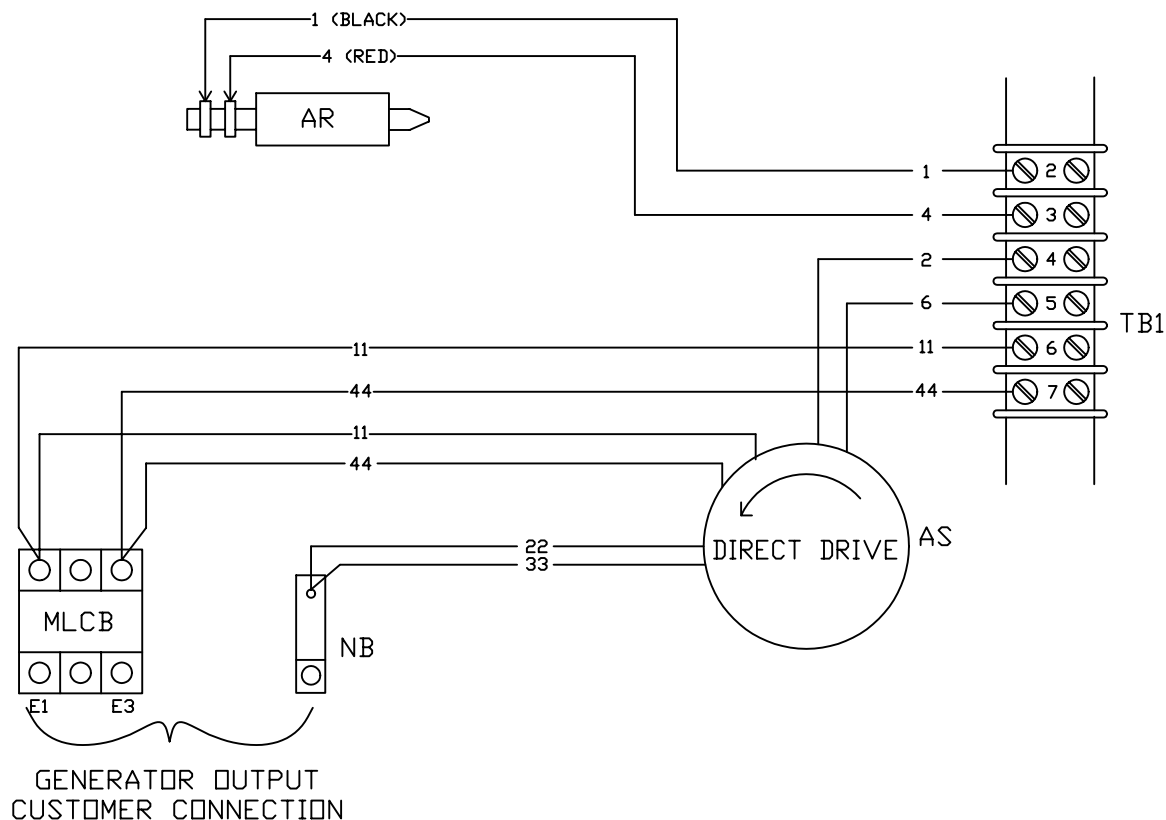 1 (BLACK)
4 (RED)
AR
1
2
4
3
2
4
6
5
TB1
11
11
6
44
44
7
11
44
AS
22
DIRECT DRIVE
33
MLCB
NB
E1
E3
GENERATOR OUTPUT
CUSTOMER CONNECTION